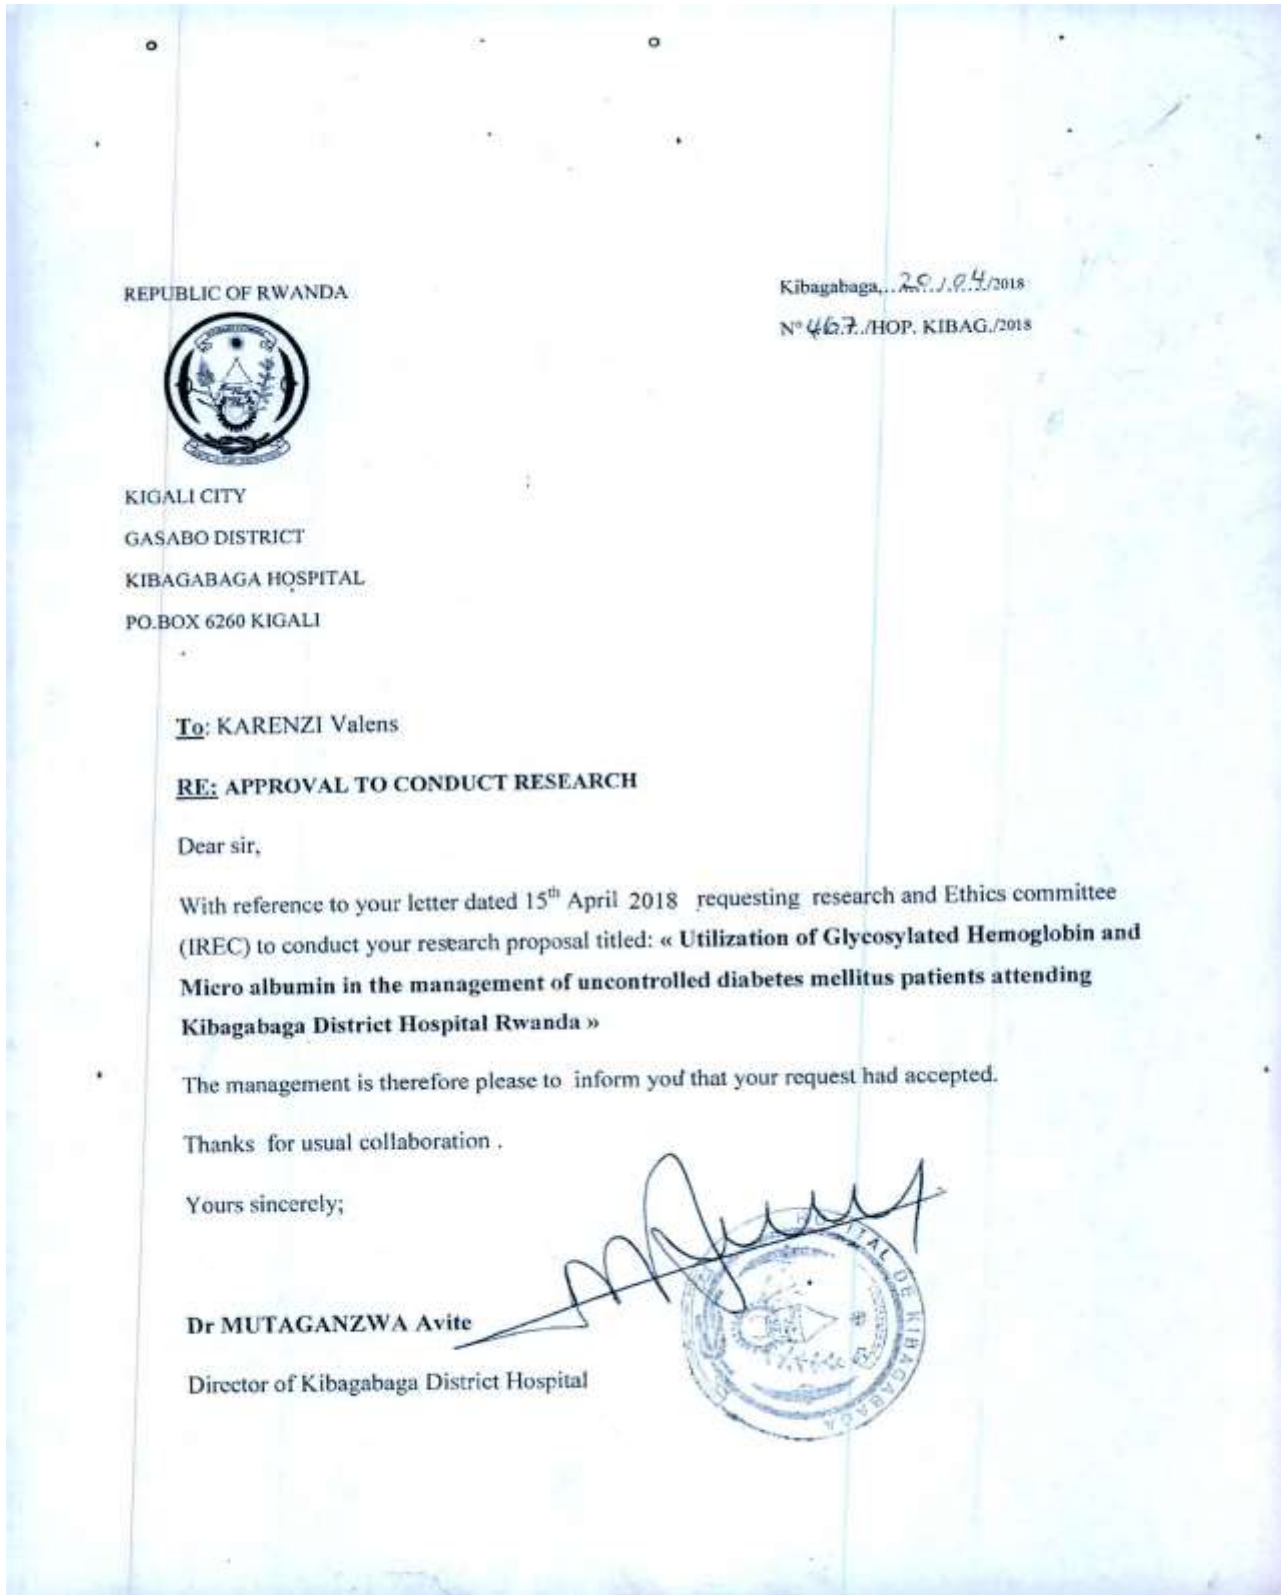 REPUBLIC OF RWANDA
Kibagabaga,..20./.04./2018
N° 467../HOP. KIBAG./2018
KIGALI CITY
GASABO DISTRICT
KIBAGABAGA HOSPITAL
PO.BOX 6260 KIGALI
To: KARENZI Valens
RE: APPROVAL TO CONDUCT RESEARCH
Dear sir,
With reference to your letter dated 15th April 2018 requesting research and Ethics committee
(IREC) to conduct your research proposal titled: « Utilization of Glycosylated Hemoglobin and
Micro albumin in the management of uncontrolled diabetes mellitus patients attending
Kibagabaga District Hospital Rwanda »
The management is therefore please to inform you that your request had accepted.
Thanks for usual collaboration .
Yours sincerely;
Dr MUTAGANZWA Avite
Director of Kibagabaga District Hospital
HOPITAL DE KIBAGABAGA